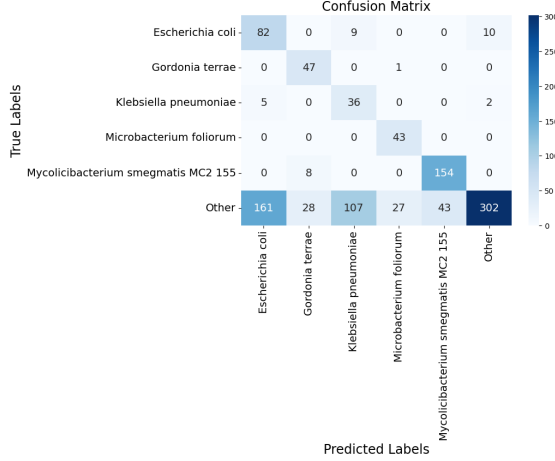 Confusion Matrix
True Labels
Escherichia coli 82 0 9 0 0 10
Gordonia terrae 0 47 0 1 0 0
Klebsiella pneumoniae 5 0 36 0 0 2
Microbacterium foliorum 0 0 0 43 0 0
Mycolicibacterium smegmatis MC2 155 0 8 0 0 154 0
Other 161 28 107 27 43 302
Escherichia coli
Gordonia terrae
Klebsiella pneumoniae
Microbacterium foliorum
Mycolicibacterium smegmatis MC2 155
Other
Predicted Labels
300
250
200
150
100
50
0